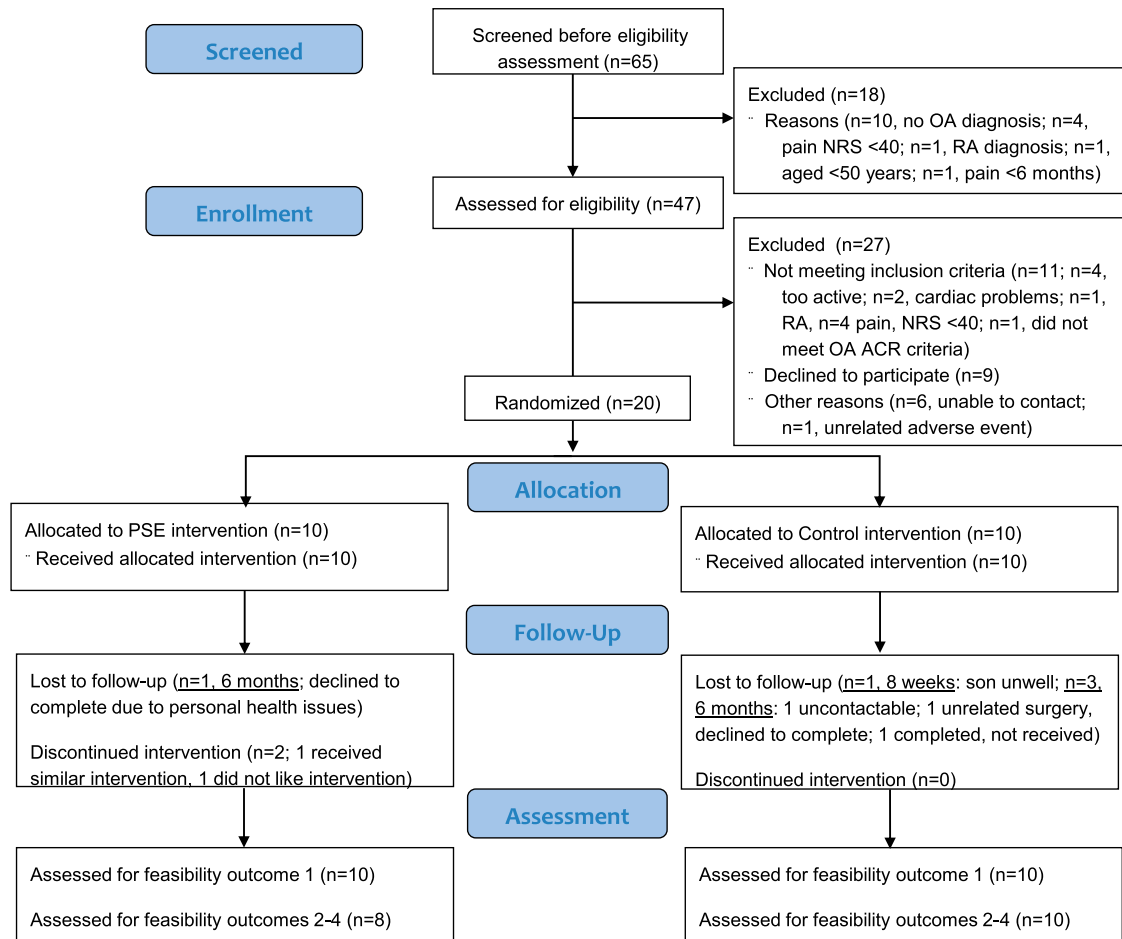 Screened
Screened before eligibility
assessment (n=65)
Excluded (n=18)
¨ Reasons (n=10, no OA diagnosis; n=4,
pain NRS <40; n=1, RA diagnosis; n=1,
aged <50 years; n=1, pain <6 months)
Enrollment
Assessed for eligibility (n=47)
Excluded (n=27)
¨ Not meeting inclusion criteria (n=11; n=4,
too active; n=2, cardiac problems; n=1,
RA, n=4 pain, NRS <40; n=1, did not
meet OA ACR criteria)
¨ Declined to participate (n=9)
¨ Other reasons (n=6, unable to contact;
n=1, unrelated adverse event)
Randomized (n=20)
Allocation
Allocated to PSE intervention (n=10)
¨ Received allocated intervention (n=10)
Allocated to Control intervention (n=10)
¨ Received allocated intervention (n=10)
Follow-Up
Lost to follow-up (n=1, 6 months; declined to
complete due to personal health issues)
Discontinued intervention (n=2; 1 received
similar intervention, 1 did not like intervention)
Lost to follow-up (n=1, 8 weeks: son unwell; n=3,
6 months: 1 uncontactable; 1 unrelated surgery,
declined to complete; 1 completed, not received)
Discontinued intervention (n=0)
Assessment
Assessed for feasibility outcome 1 (n=10)
Assessed for feasibility outcomes 2-4 (n=8)
Assessed for feasibility outcome 1 (n=10)
Assessed for feasibility outcomes 2-4 (n=10)